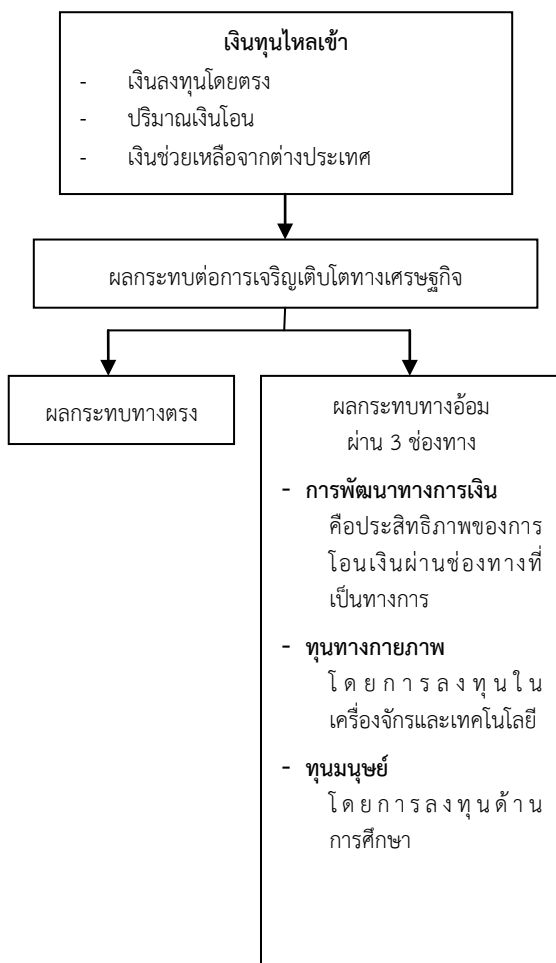 เงินทุนไหลเข้า
- เงินลงทุนโดยตรง
- ปริมาณเงินโอน
- เงินช่วยเหลือจากต่างประเทศ
ผลกระทบต่อการเจริญเติบโตทางเศรษฐกิจ
ผลกระทบทางตรง
ผลกระทบทางอ้อม
ผ่าน 3 ช่องทาง
- การพัฒนาทางการเงิน
คือประสิทธิภาพของการ
โอนเงินผ่านช่องทางที่
เป็นทางการ
- ทุนทางกายภาพ
โดยการลงทุนใน
เครื่องจักรและเทคโนโลยี
- ทุนมนุษย์
โดยการลงทุนด้าน
การศึกษา